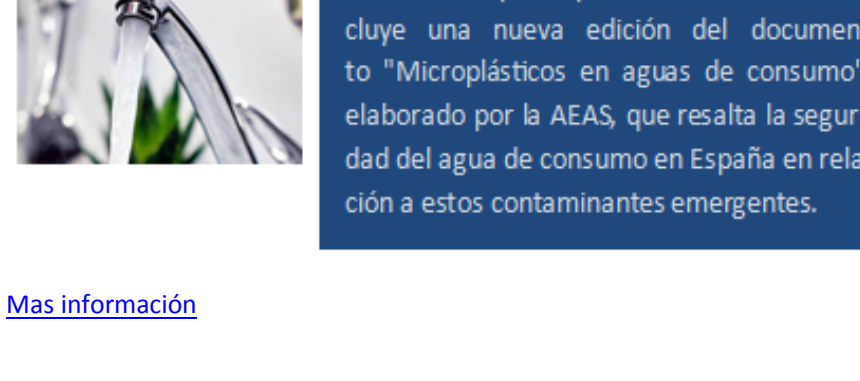 cluye una nueva edición del documen
to "Microplásticos en aguas de consumo"
elaborado por la AEAS, que resalta la segur
dad del agua de consumo en España en rela
ción a estos contaminantes emergentes.
Mas información